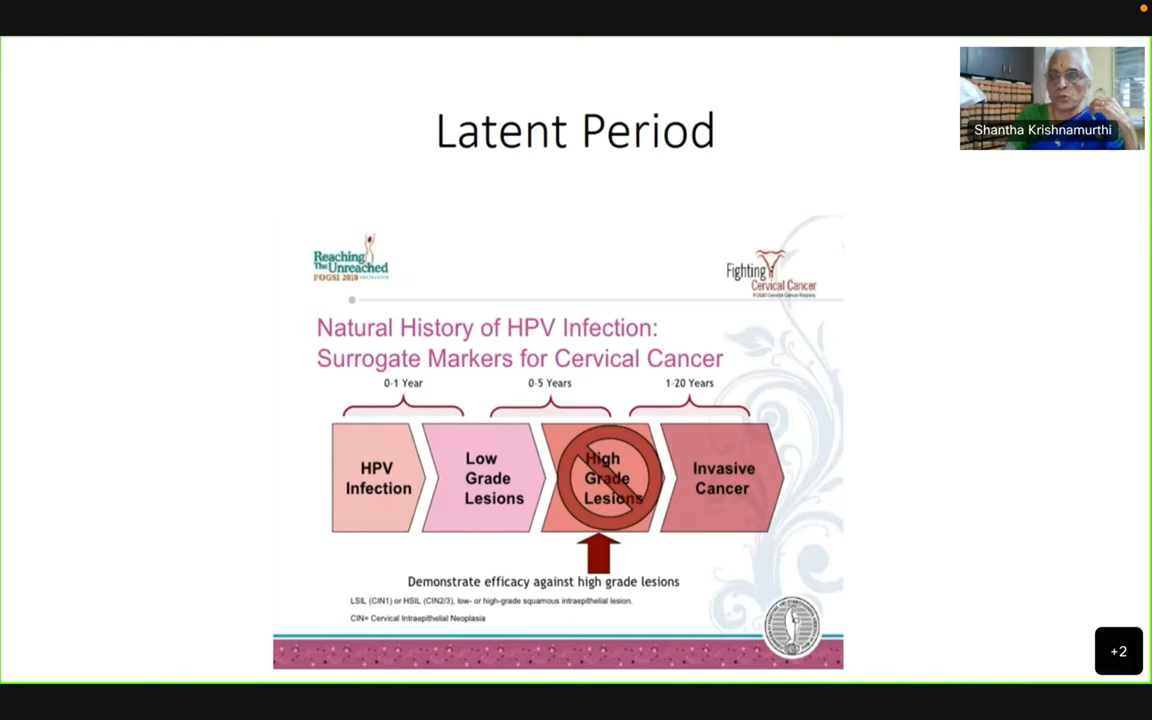 Shantha Krishnamurthi
Latent Period
Reaching
The Unreached
FOGSI 2010
Fighting
Cervical Cancer
Natural History of HPV Infection:
Surrogate Markers for Cervical Cancer
0-1 Year
0-5 Years
1-20 Years
HPV
Infection
Low
Grade
Lesions
High
Grade
Lesions
Invasive
Cancer
Demonstrate efficacy against high grade lesions
LSIL (CIN1) or HSIL (CIN2/3), low- or high-grade squamous intraepithelial lesion.
CIN= Cervical Intraepithelial Neoplasia
+2